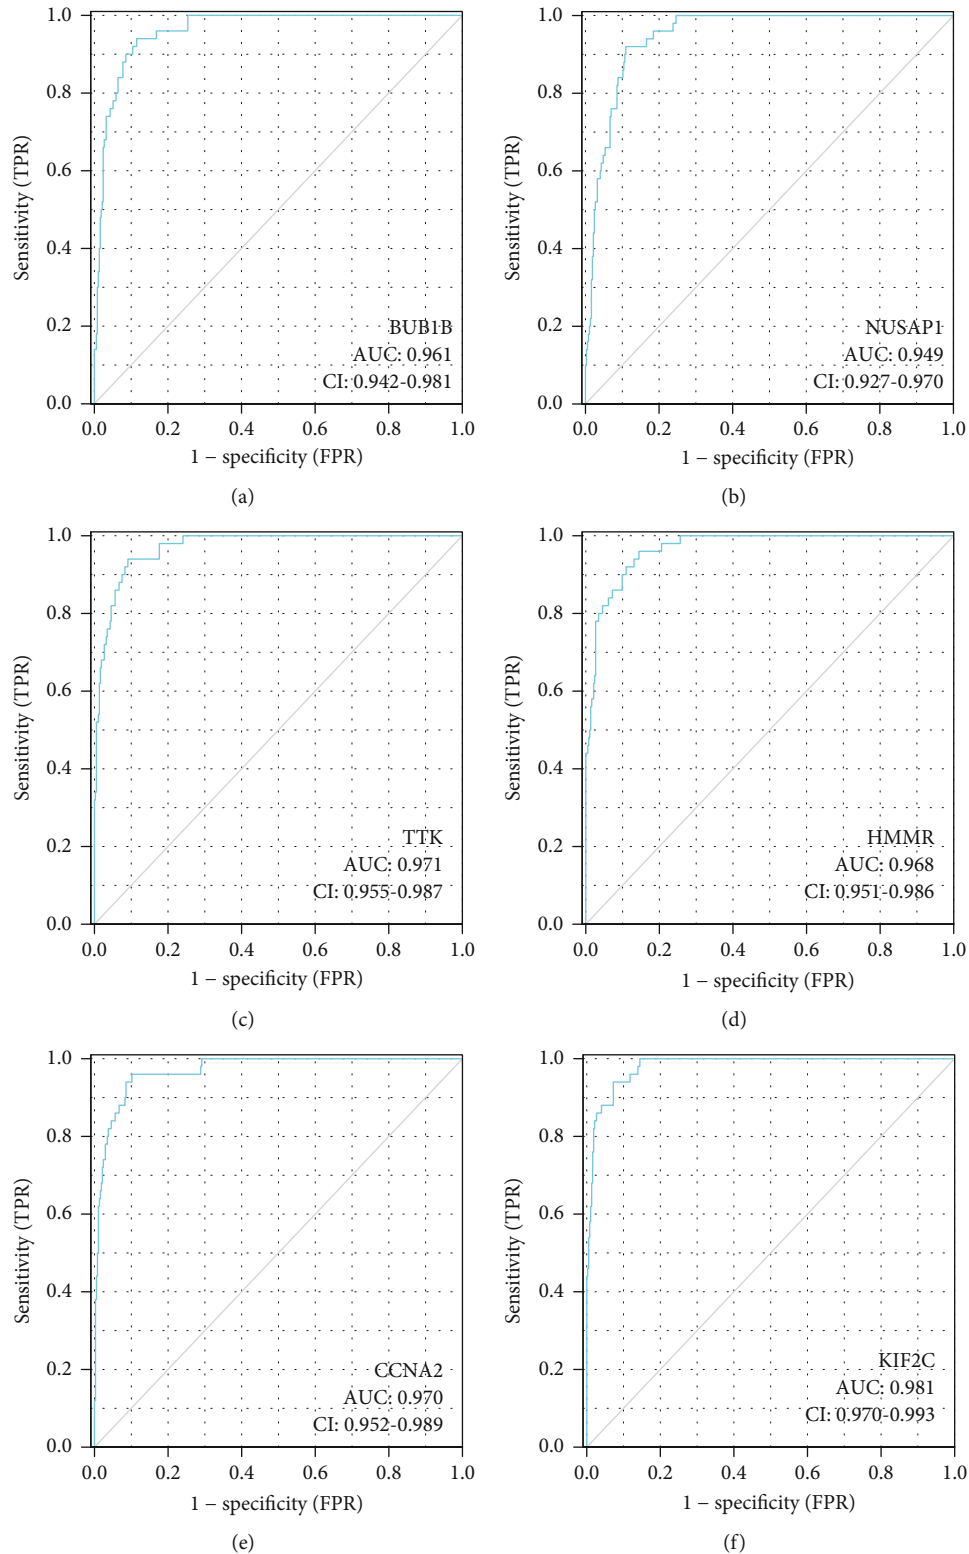 1.0
0.8
0.6
0.4
0.2
0.0
Sensitivity (TPR)
BUB1B
AUC: 0.961
CI: 0.942-0.981
0.0 0.2 0.4 0.6 0.8 1.0
1 − specificity (FPR)
(a)
1.0
0.8
0.6
0.4
0.2
0.0
Sensitivity (TPR)
NUSAP1
AUC: 0.949
CI: 0.927-0.970
0.0 0.2 0.4 0.6 0.8 1.0
1 − specificity (FPR)
(b)
1.0
0.8
0.6
0.4
0.2
0.0
Sensitivity (TPR)
TTK
AUC: 0.971
CI: 0.955-0.987
0.0 0.2 0.4 0.6 0.8 1.0
1 − specificity (FPR)
(c)
1.0
0.8
0.6
0.4
0.2
0.0
Sensitivity (TPR)
HMMR
AUC: 0.968
CI: 0.951-0.986
0.0 0.2 0.4 0.6 0.8 1.0
1 − specificity (FPR)
(d)
1.0
0.8
0.6
0.4
0.2
0.0
Sensitivity (TPR)
CCNA2
AUC: 0.970
CI: 0.952-0.989
0.0 0.2 0.4 0.6 0.8 1.0
1 − specificity (FPR)
(e)
1.0
0.8
0.6
0.4
0.2
0.0
Sensitivity (TPR)
KIF2C
AUC: 0.981
CI: 0.970-0.993
0.0 0.2 0.4 0.6 0.8 1.0
1 − specificity (FPR)
(f)